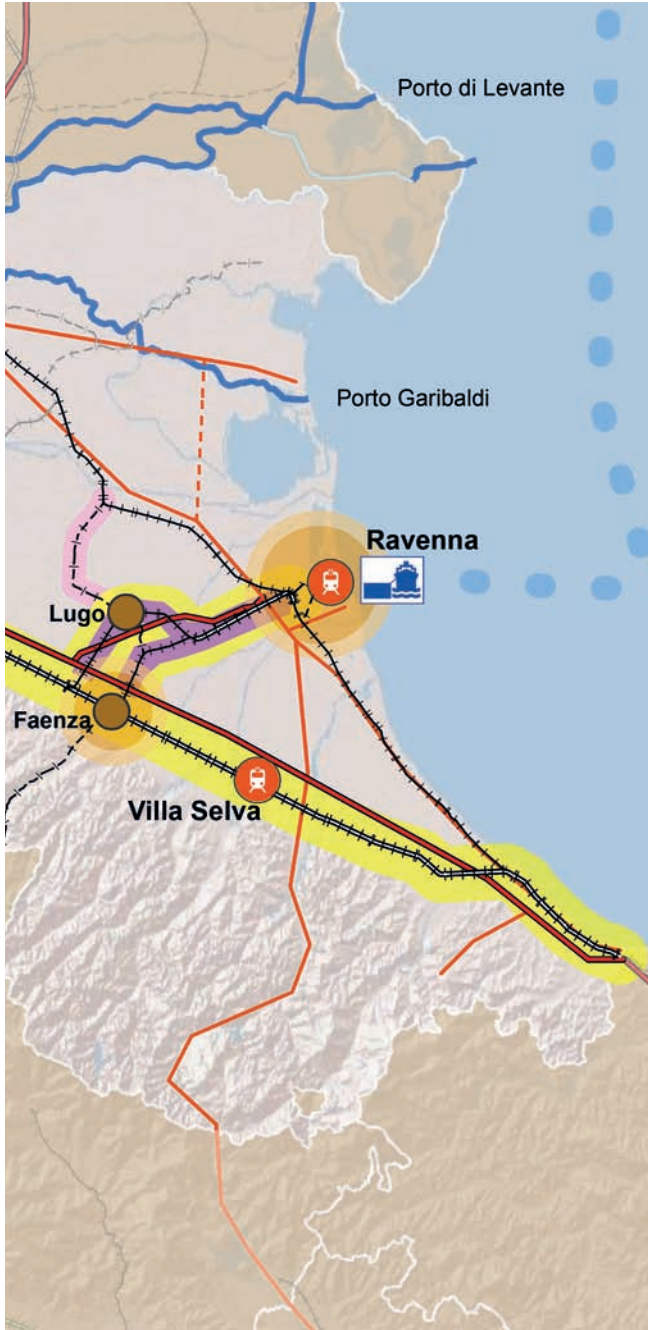 Porto di Levante
Porto Garibaldi
Ravenna
Lugo
Faenza
Villa Selva